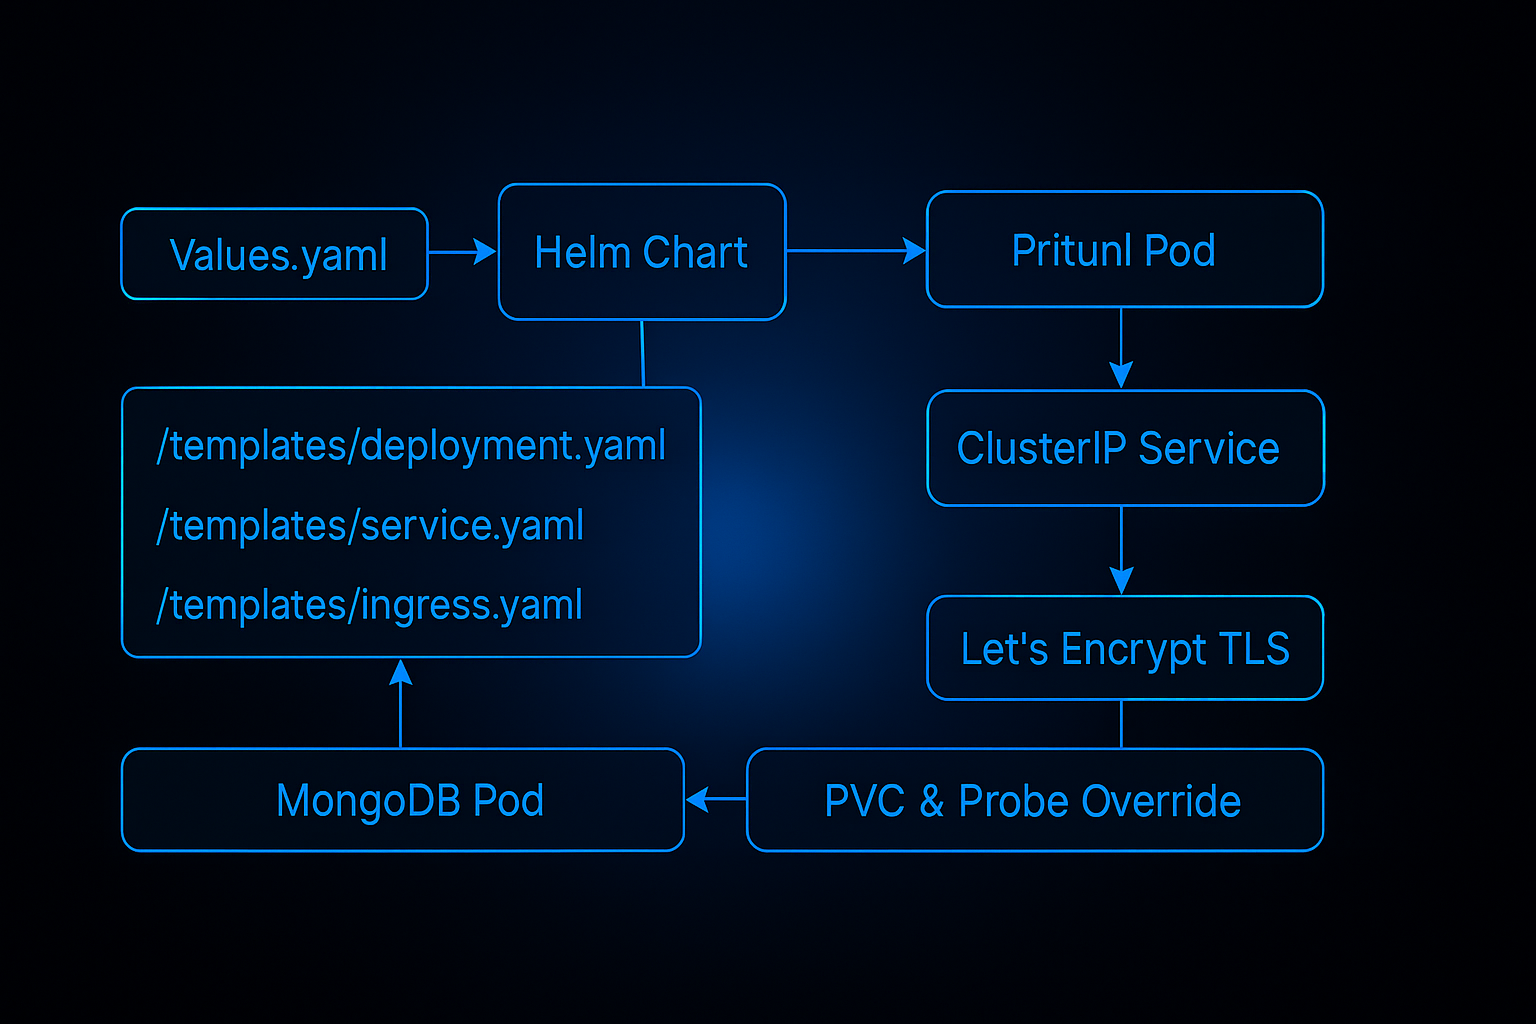 Values.yaml
Helm Chart
Pritunl Pod
/templates/deployment.yaml
/templates/service.yaml
/templates/ingress.yaml
ClusterIP Service
Let's Encrypt TLS
MongoDB Pod
PVC & Probe Override